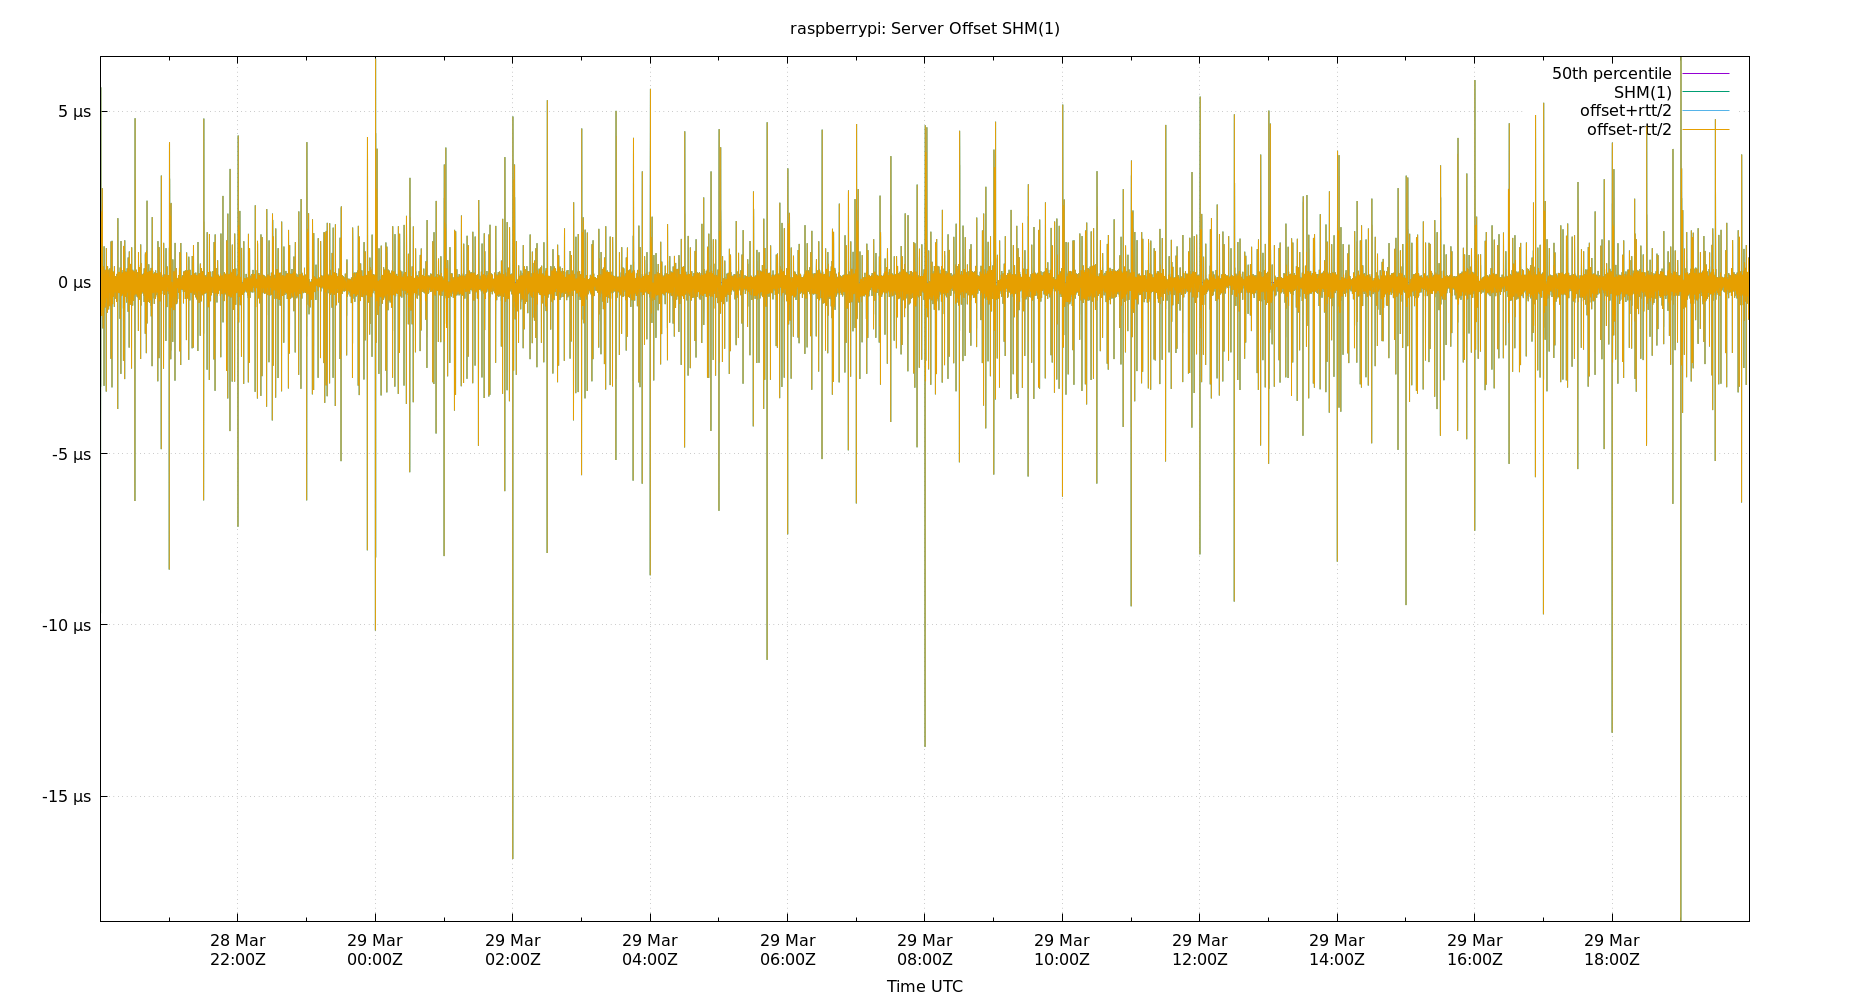 raspberrypi: Server Offset SHM(1)
50th percentile
SHM(1)
offset+rtt/2
offset-rtt/2
5 µs
0 µs
-5 µs
-10 µs
-15 µs
28 Mar 29 Mar 29 Mar 29 Mar 29 Mar 29 Mar 29 Mar 29 Mar 29 Mar 29 Mar 29 Mar
22:00Z 00:00Z 02:00Z 04:00Z 06:00Z 08:00Z 10:00Z 12:00Z 14:00Z 16:00Z 18:00Z
Time UTC